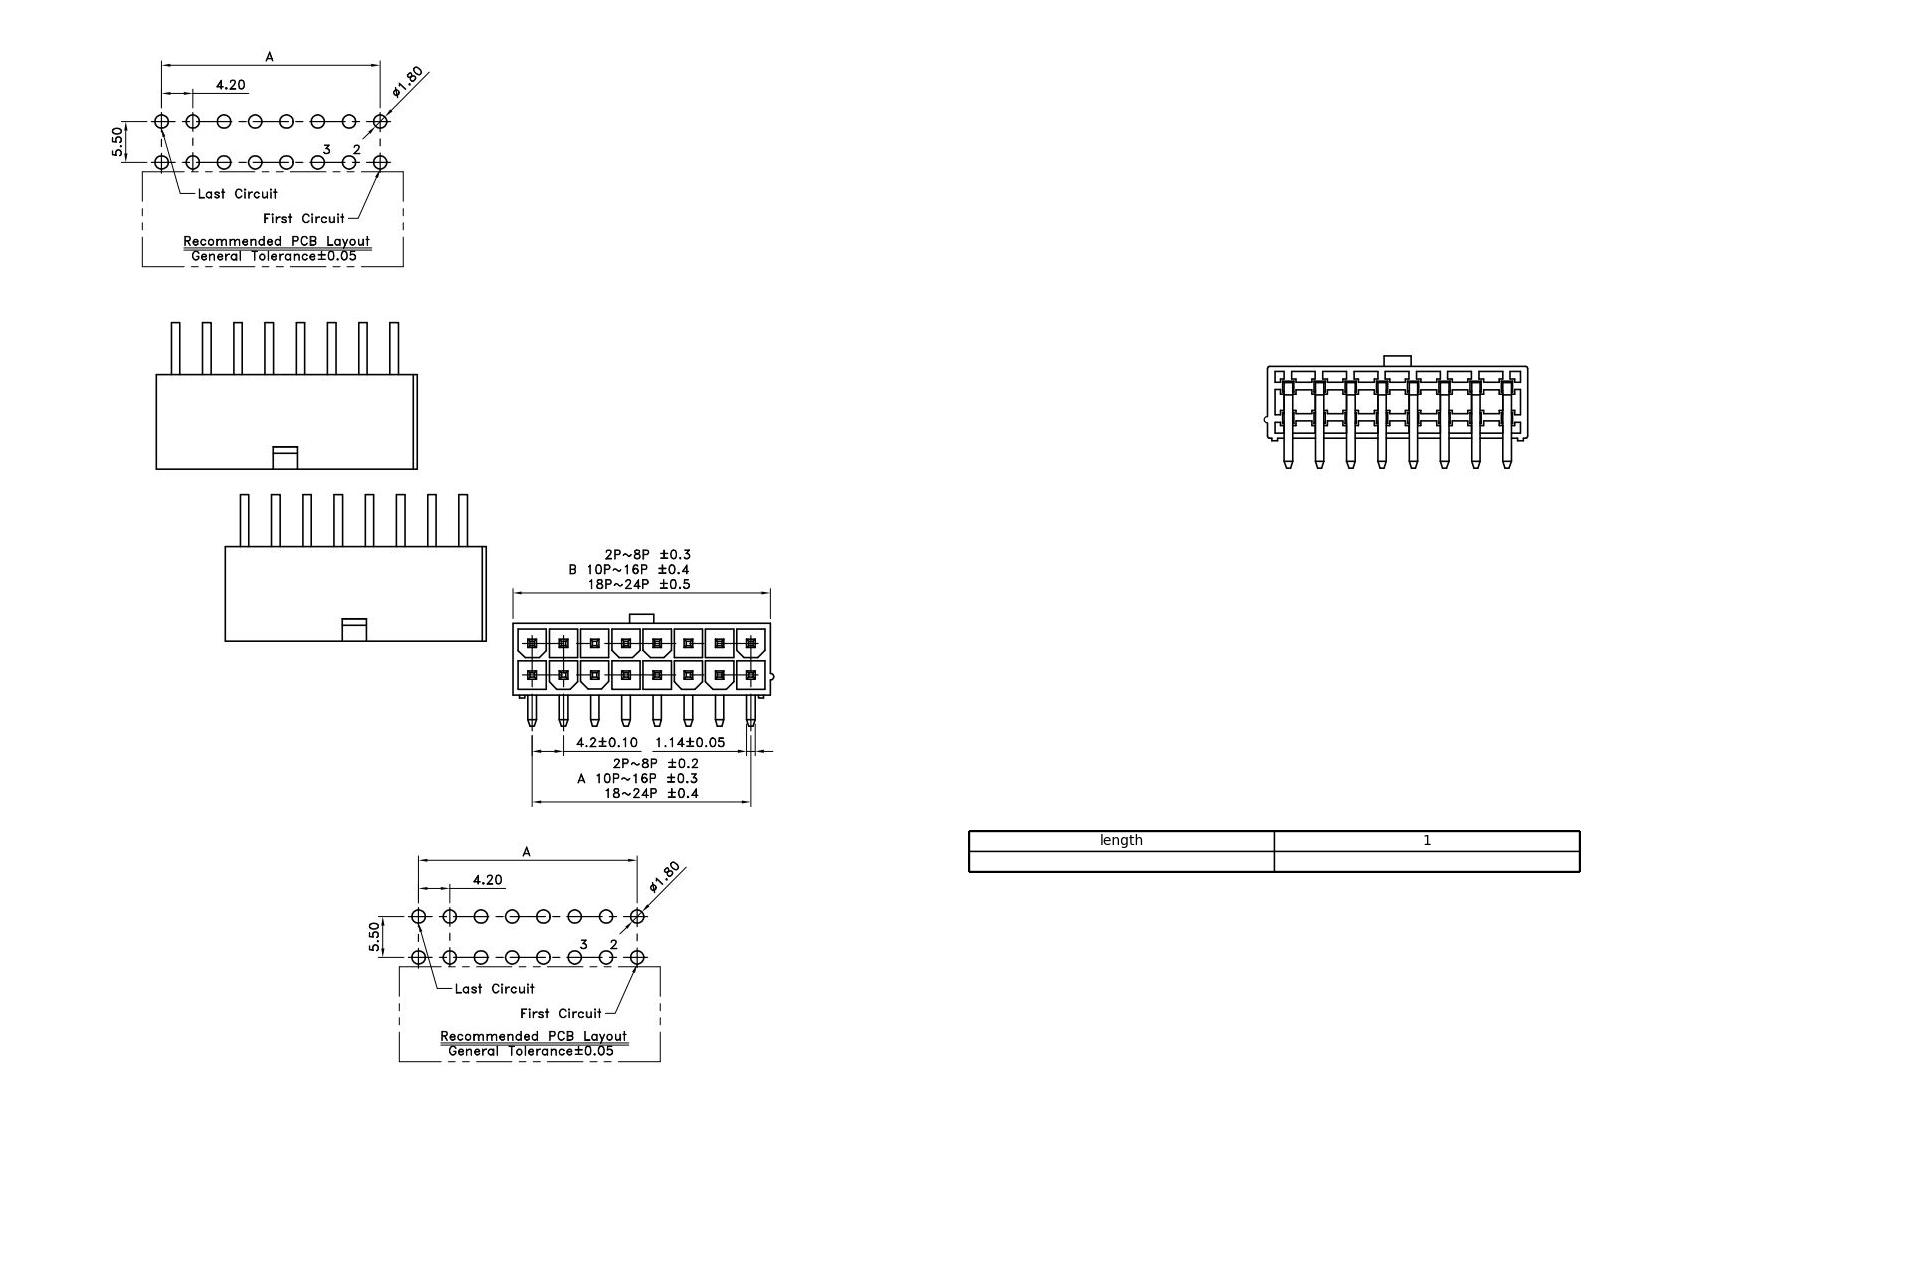 A
4.20
ø1.80
5.50
3 2
Last Circuit
First Circuit
Recommended PCB Layout
General Tolerance±0.05
2P~8P ±0.3
B 10P~16P ±0.4
18P~24P ±0.5
4.2±0.10 1.14±0.05
2P~8P ±0.2
A 10P~16P ±0.3
18~24P ±0.4
length 1
A
4.20
ø1.80
5.50
3 2
Last Circuit
First Circuit
Recommended PCB Layout
General Tolerance±0.05